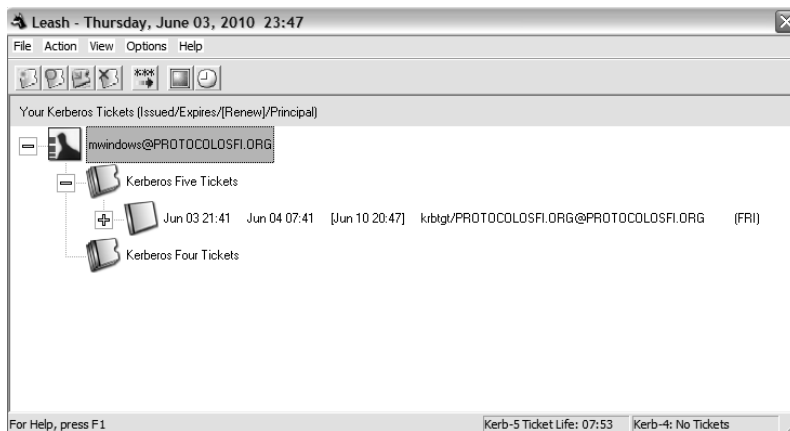 Leash - Thursday, June 03, 2010 23:47
File Action View Options Help
***
Your Kerberos Tickets (Issued/Expires/[Renew]/Principal)
mwindows@PROTOCOLOSFI.ORG
Kerberos Five Tickets
Jun 03 21:41 Jun 04 07:41 [Jun 10 20:47] krbtgt/PROTOCOLOSFI.ORG@PROTOCOLOSFI.ORG (FRI)
Kerberos Four Tickets
For Help, press F1 Kerb-5 Ticket Life: 07:53 Kerb-4: No Tickets